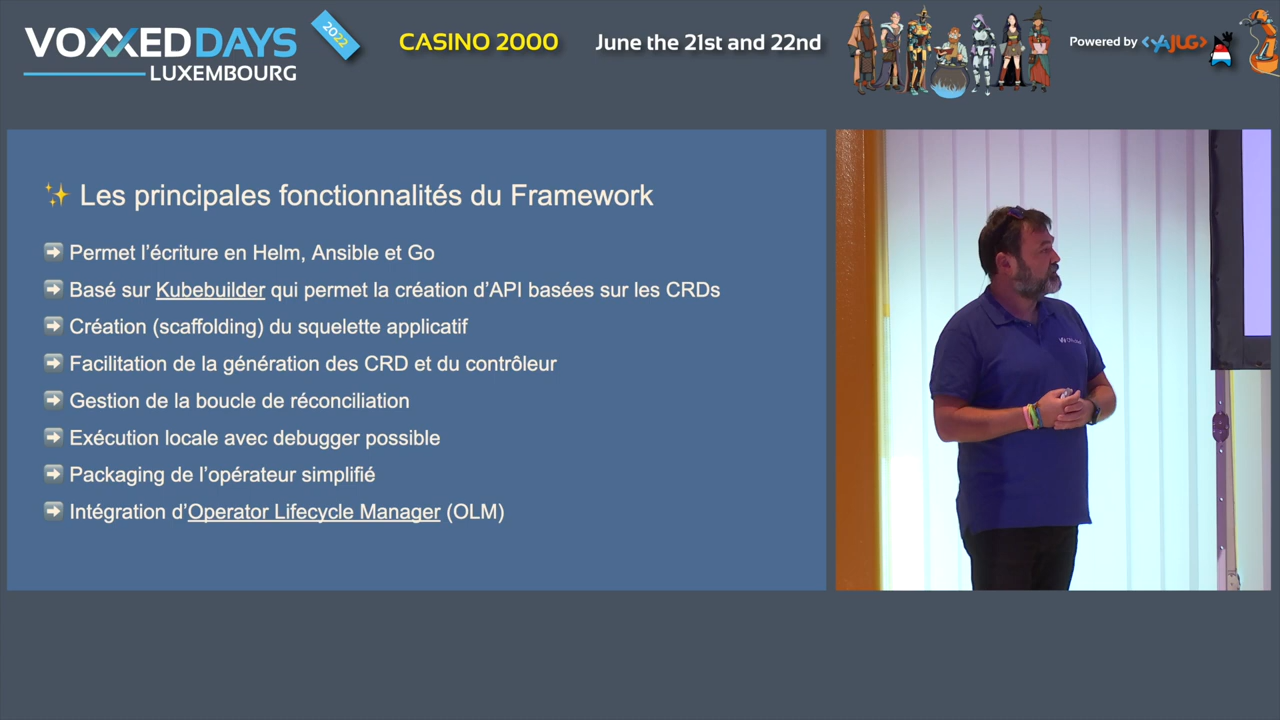 VOXXED DAYS
LUXEMBOURG
2022
CASINO 2000
June the 21st and 22nd
Powered by <YAJUG>
✨ Les principales fonctionnalités du Framework
➡ Permet l’écriture en Helm, Ansible et Go
➡ Basé sur Kubebuilder qui permet la création d’API basées sur les CRDs
➡ Création (scaffolding) du squelette applicatif
➡ Facilitation de la génération des CRD et du contrôleur
➡ Gestion de la boucle de réconciliation
➡ Exécution locale avec debugger possible
➡ Packaging de l’opérateur simplifié
➡ Intégration d’Operator Lifecycle Manager (OLM)